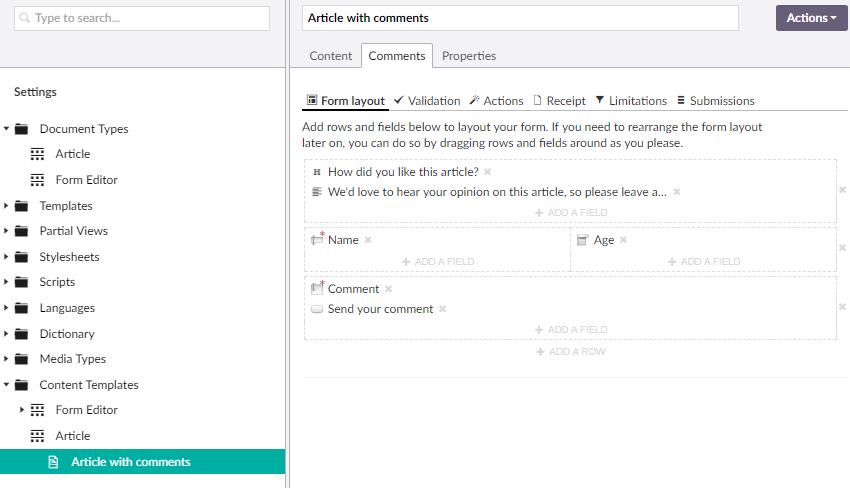 Type to search...
Settings
Document Types
Article
Form Editor
Templates
Partial Views
Stylesheets
Scripts
Languages
Dictionary
Media Types
Content Templates
Form Editor
Article
Article with comments
Article with comments
Actions
Content Comments Properties
Form layout Validation Actions Receipt Limitations Submissions
Add rows and fields below to layout your form. If you need to rearrange the form layout
later on, you can do so by dragging rows and fields around as you please.
H How did you like this article?
We'd love to hear your opinion on this article, so please leave a...
ADD A FIELD
Name Age
ADD A FIELD ADD A FIELD
Comment
Send your comment
ADD A FIELD
ADD A ROW